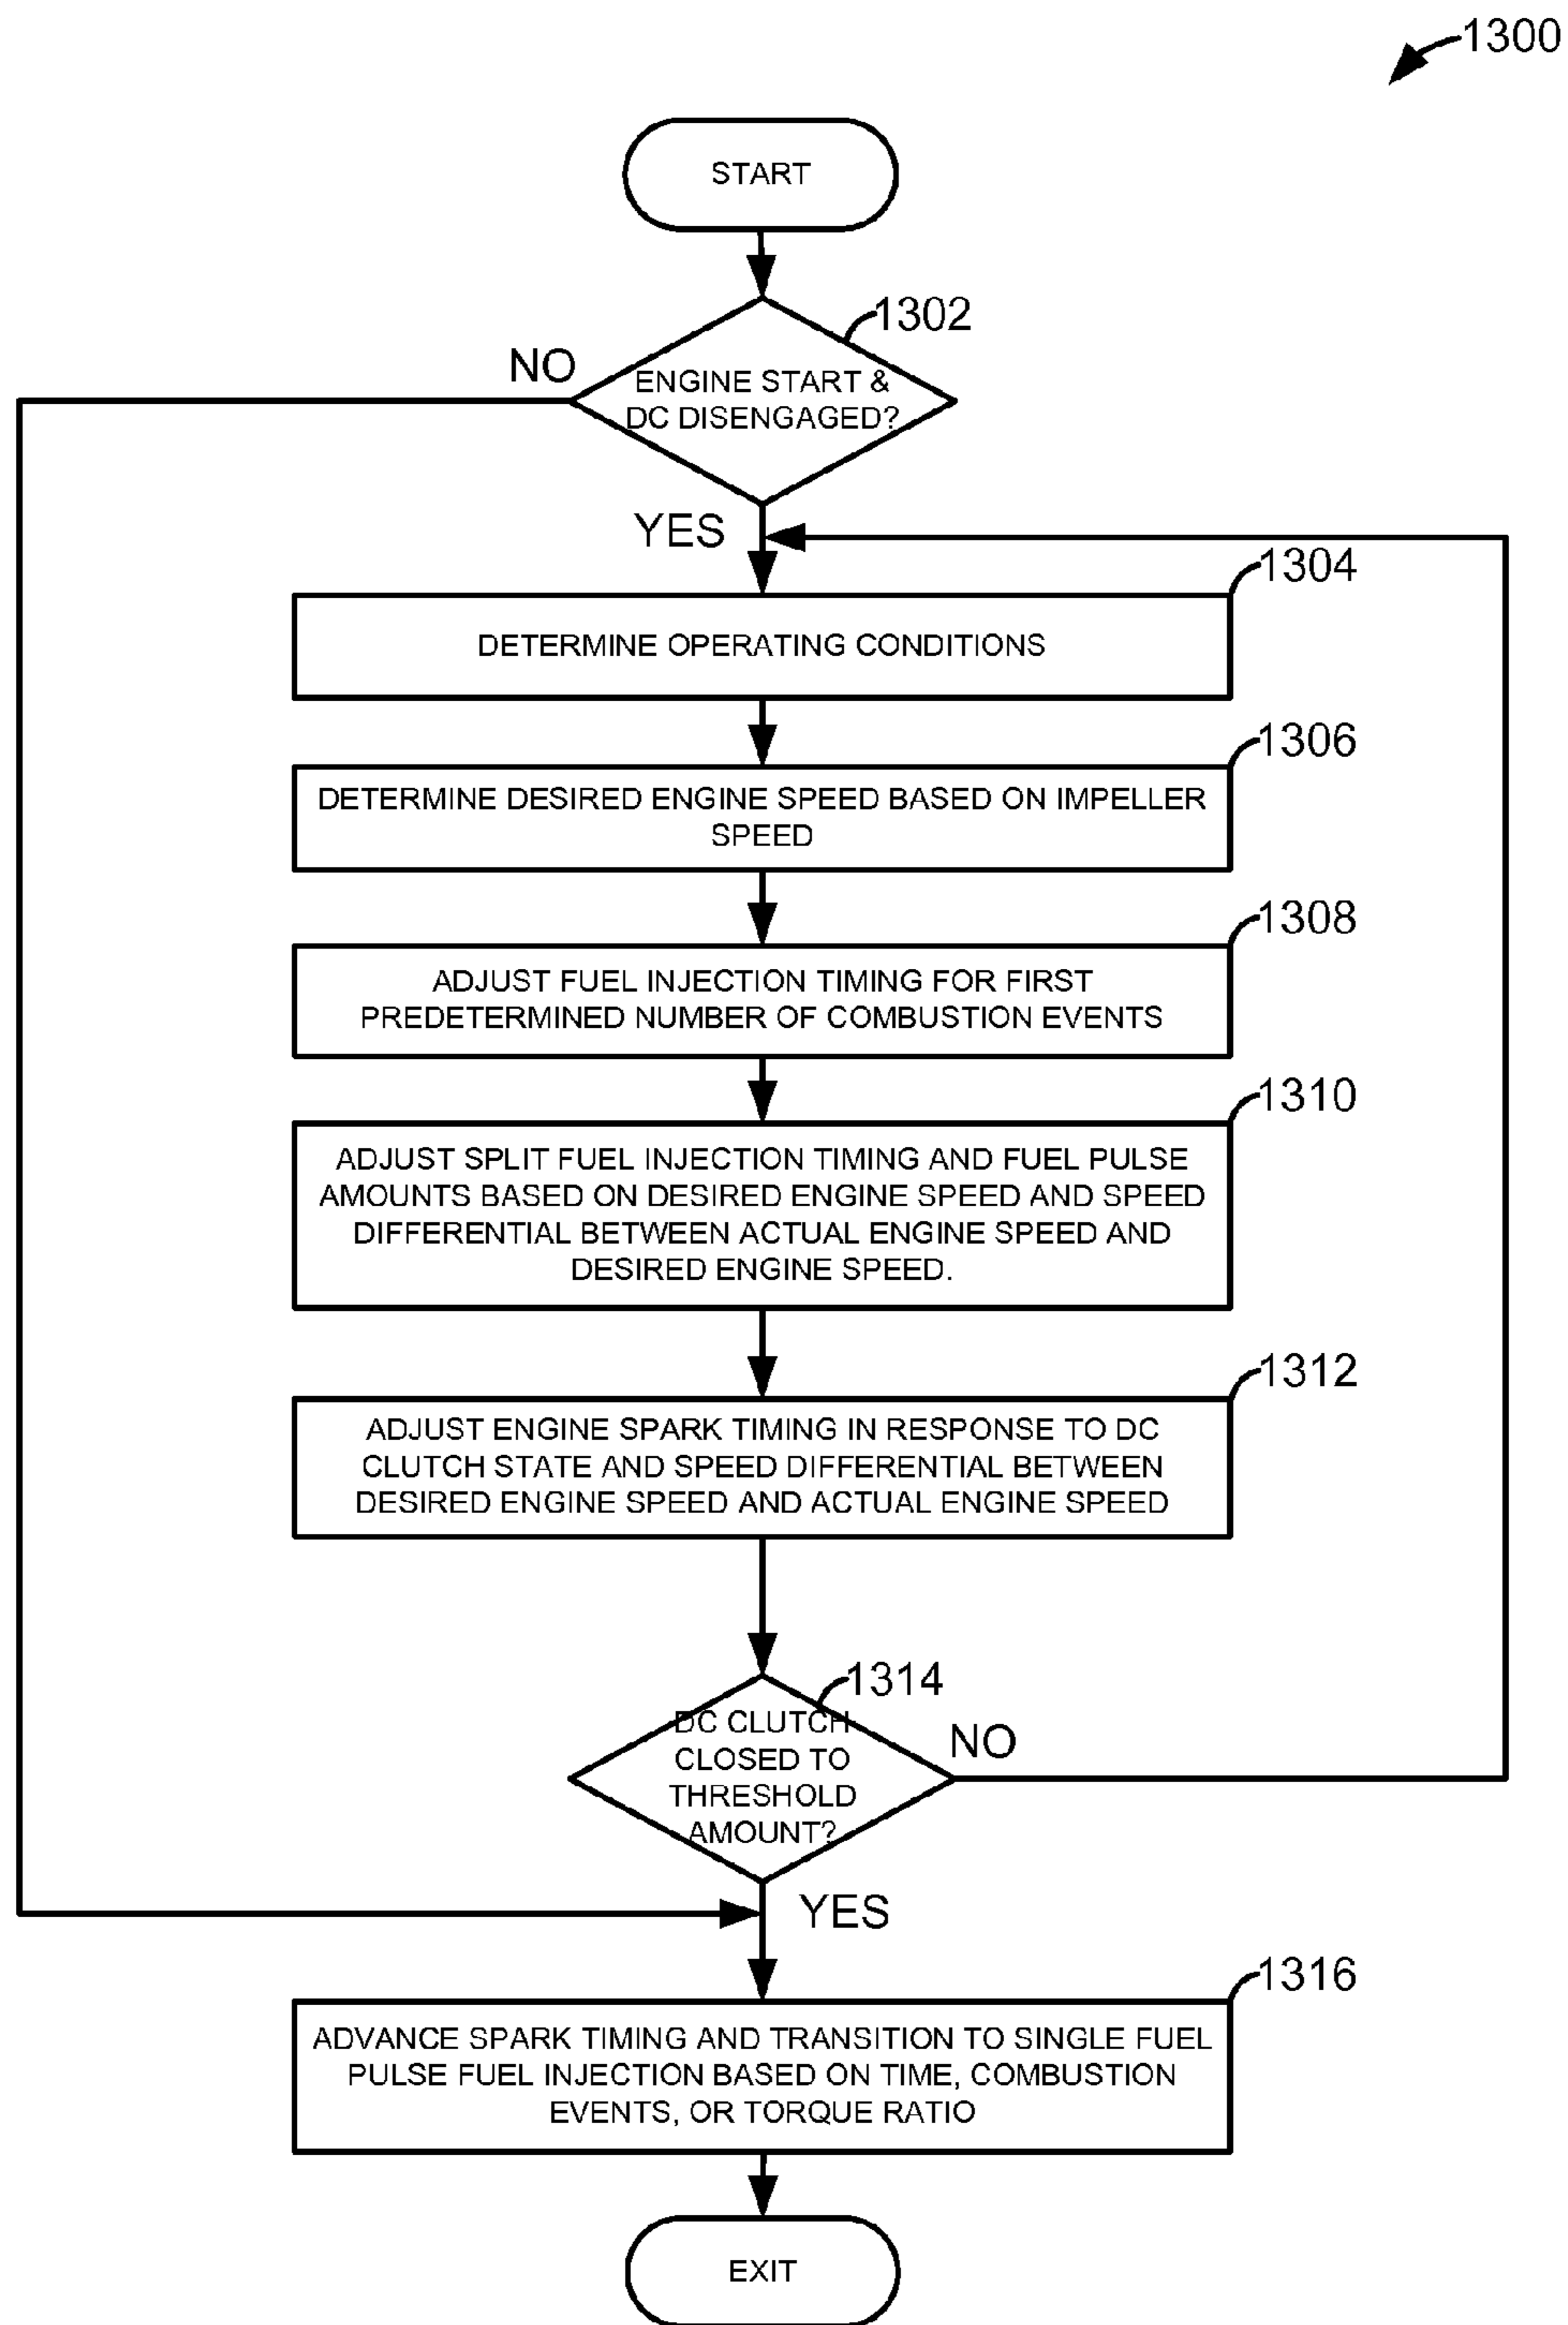 1300
START
1302
NO
ENGINE START &
DC DISENGAGED?
YES
1304
DETERMINE OPERATING CONDITIONS
1306
DETERMINE DESIRED ENGINE SPEED BASED ON IMPELLER
SPEED
1308
ADJUST FUEL INJECTION TIMING FOR FIRST
PREDETERMINED NUMBER OF COMBUSTION EVENTS
1310
ADJUST SPLIT FUEL INJECTION TIMING AND FUEL PULSE
AMOUNTS BASED ON DESIRED ENGINE SPEED AND SPEED
DIFFERENTIAL BETWEEN ACTUAL ENGINE SPEED AND
DESIRED ENGINE SPEED.
1312
ADJUST ENGINE SPARK TIMING IN RESPONSE TO DC
CLUTCH STATE AND SPEED DIFFERENTIAL BETWEEN
DESIRED ENGINE SPEED AND ACTUAL ENGINE SPEED
1314
DC CLUTCH
CLOSED TO
THRESHOLD
AMOUNT?
NO
YES
1316
ADVANCE SPARK TIMING AND TRANSITION TO SINGLE FUEL
PULSE FUEL INJECTION BASED ON TIME, COMBUSTION
EVENTS, OR TORQUE RATIO
EXIT